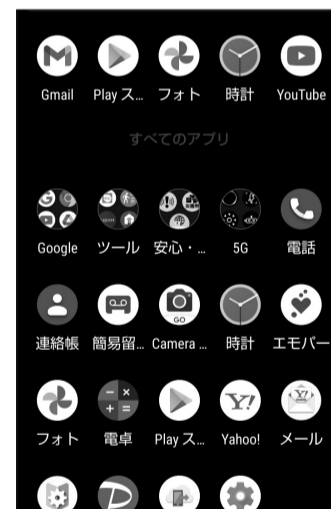 Gmail Play ス… フォト 時計 YouTube
すべてのアプリ
Google ツール 安心・… 5G 電話
GO
連絡帳 簡易留… Camera … 時計 エモパー
フォト 電卓 Play ス… Yahoo! メール